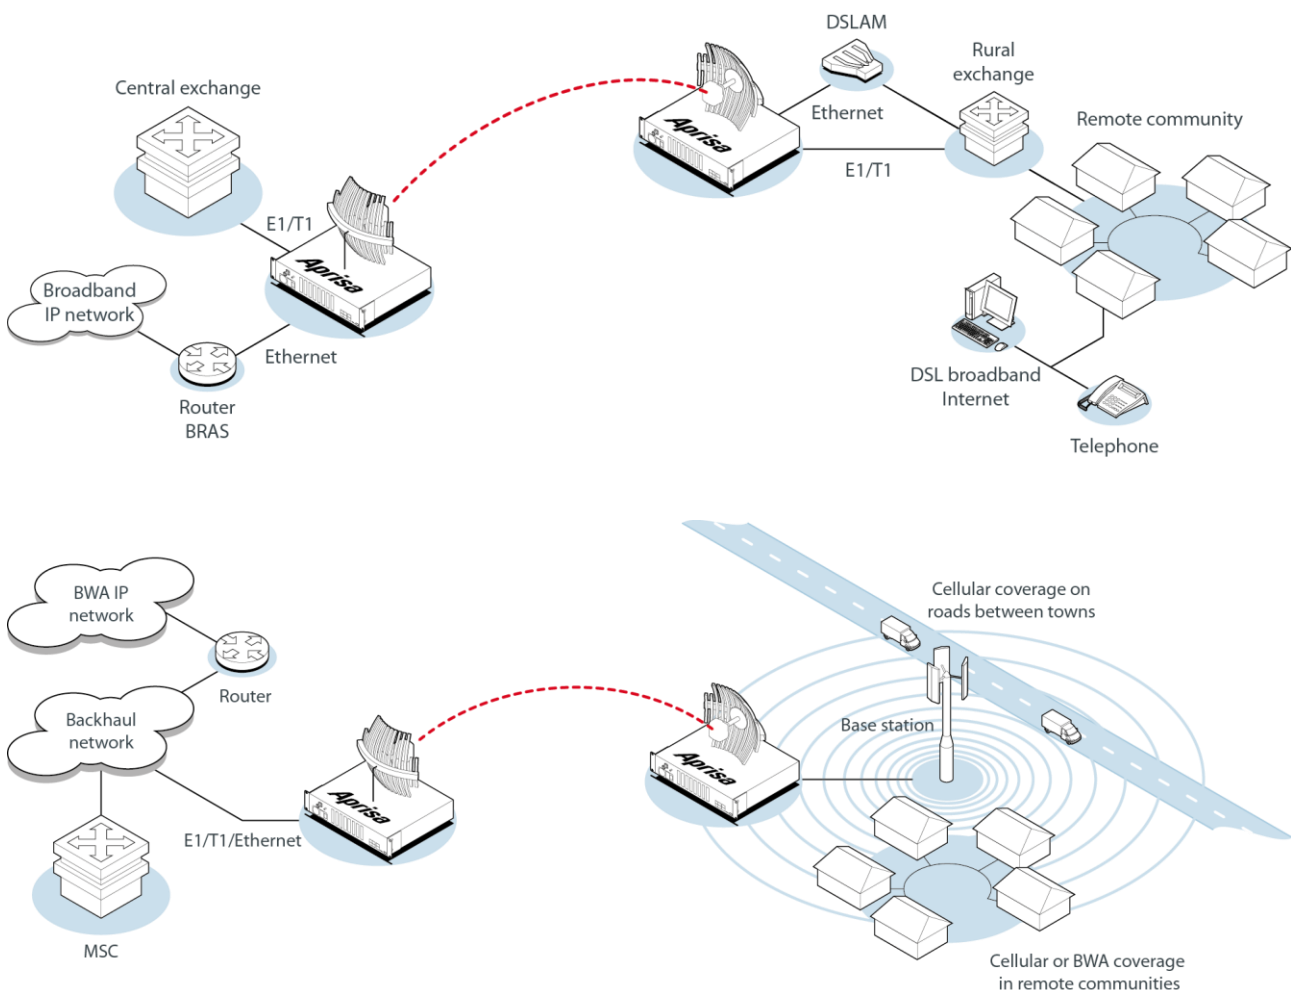 DSLAM
Rural
exchange
Central exchange
Ethernet
Remote community
Aprisa
E1/T1
E1/T1
Aprisa
Broadband
IP network
Ethernet
DSL broadband
Internet
Router
BRAS
Telephone
BWA IP
network
Cellular coverage on
roads between towns
Router
Backhaul
network
Base station
Aprisa
Aprisa
E1/T1/Ethernet
MSC
Cellular or BWA coverage
in remote communities